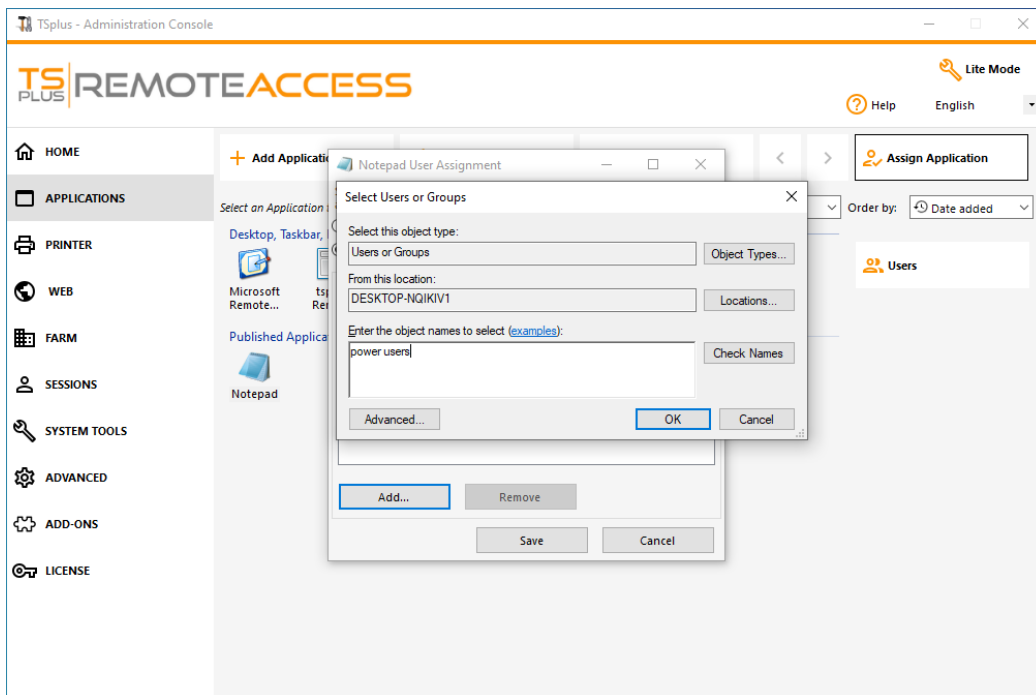 TSplus - Administration Console
TS PLUS REMOTEACCESS
Lite Mode
Help
English
HOME
APPLICATIONS
PRINTER
WEB
FARM
SESSIONS
SYSTEM TOOLS
ADVANCED
ADD-ONS
LICENSE
Add Applicatio
Assign Application
Select an Application t
Order by:
Date added
Users
Desktop, Taskbar,
Microsoft
Remote...
tsp
Rer
Published Applica
Notepad
Notepad User Assignment
Select Users or Groups
Select this object type:
Users or Groups
Object Types...
From this location:
DESKTOP-NQIKIV1
Locations...
Enter the object names to select (examples):
power users
Check Names
Advanced...
OK
Cancel
Add...
Remove
Save
Cancel